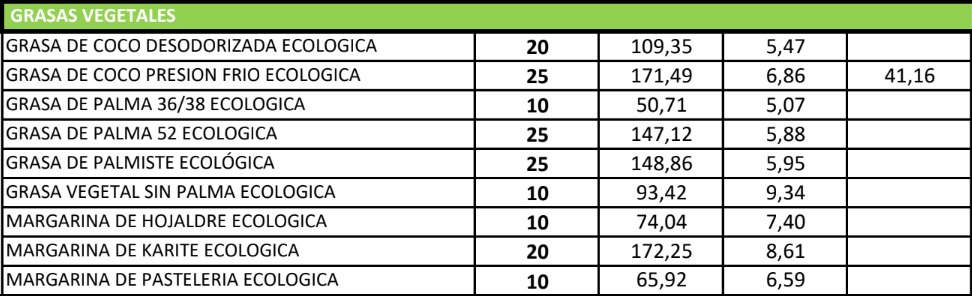 GRASAS VEGETALES
GRASA DE COCO DESODORIZADA ECOLOGICA 20 109,35 5,47
GRASA DE COCO PRESION FRIO ECOLOGICA 25 171,49 6,86 41,16
GRASA DE PALMA 36/38 ECOLOGICA 10 50,71 5,07
GRASA DE PALMA 52 ECOLOGICA 25 147,12 5,88
GRASA DE PALMISTE ECOLÓGICA 25 148,86 5,95
GRASA VEGETAL SIN PALMA ECOLOGICA 10 93,42 9,34
MARGARINA DE HOJALDRE ECOLOGICA 10 74,04 7,40
MARGARINA DE KARITE ECOLOGICA 20 172,25 8,61
MARGARINA DE PASTELERIA ECOLOGICA 10 65,92 6,59